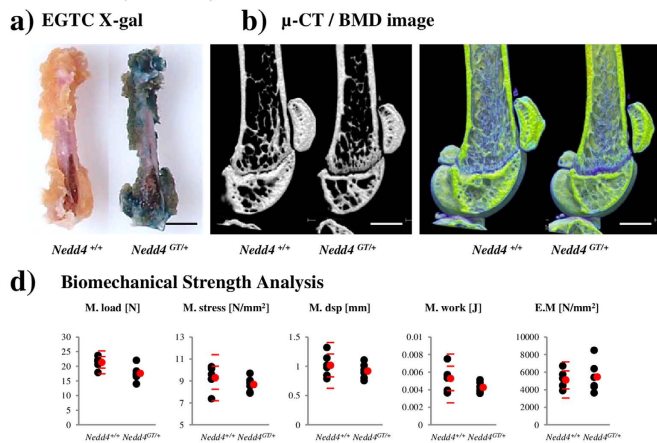 a) EGTC X-gal
b) μ-CT / BMD image
Nedd4 +/+ Nedd4 GT/+ Nedd4 +/+ Nedd4 GT/+ Nedd4 +/+ Nedd4 GT/+
d) Biomechanical Strength Analysis
M. load [N] M. stress [N/mm²] M. dsp [mm] M. work [J] E.M [N/mm²]
25 11 1.5 0.01 10000
20 9 1 0.008 8000
15 7 0.5 0.006 6000
10 5 0 0.004 4000
5 0.002 2000
0 0 0
Nedd4+/+ Nedd4GT/+ Nedd4+/+ Nedd4GT/+ Nedd4+/+ Nedd4GT/+ Nedd4+/+ Nedd4GT/+ Nedd4+/+ Nedd4GT/+